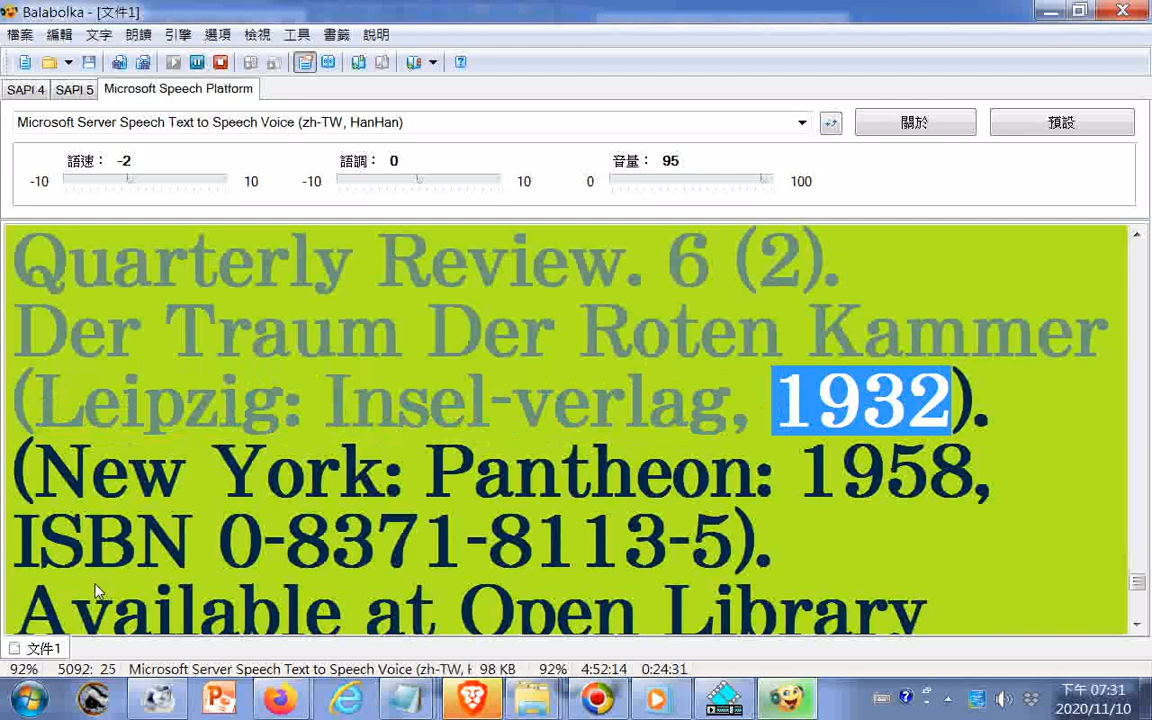 Balabolka - [文件1]
檔案 編輯 文字 朗讀 引擎 選項 檢視 工具 書籤 說明
SAPI 4 SAPI 5 Microsoft Speech Platform
Microsoft Server Speech Text to Speech Voice (zh-TW, HanHan) 關於 預設
語速： -2 語調： 0 音量： 95
-10 10 -10 10 0 100
Quarterly Review. 6 (2).
Der Traum Der Roten Kammer
(Leipzig: Insel-verlag, 1932).
(New York: Pantheon: 1958,
ISBN 0-8371-8113-5).
Available at Open Library
文件1
92% 5092: 25 Microsoft Server Speech Text to Speech Voice (zh-TW, H 98 KB 92% 4:52:14 0:24:31
下午 07:31
2020/11/10